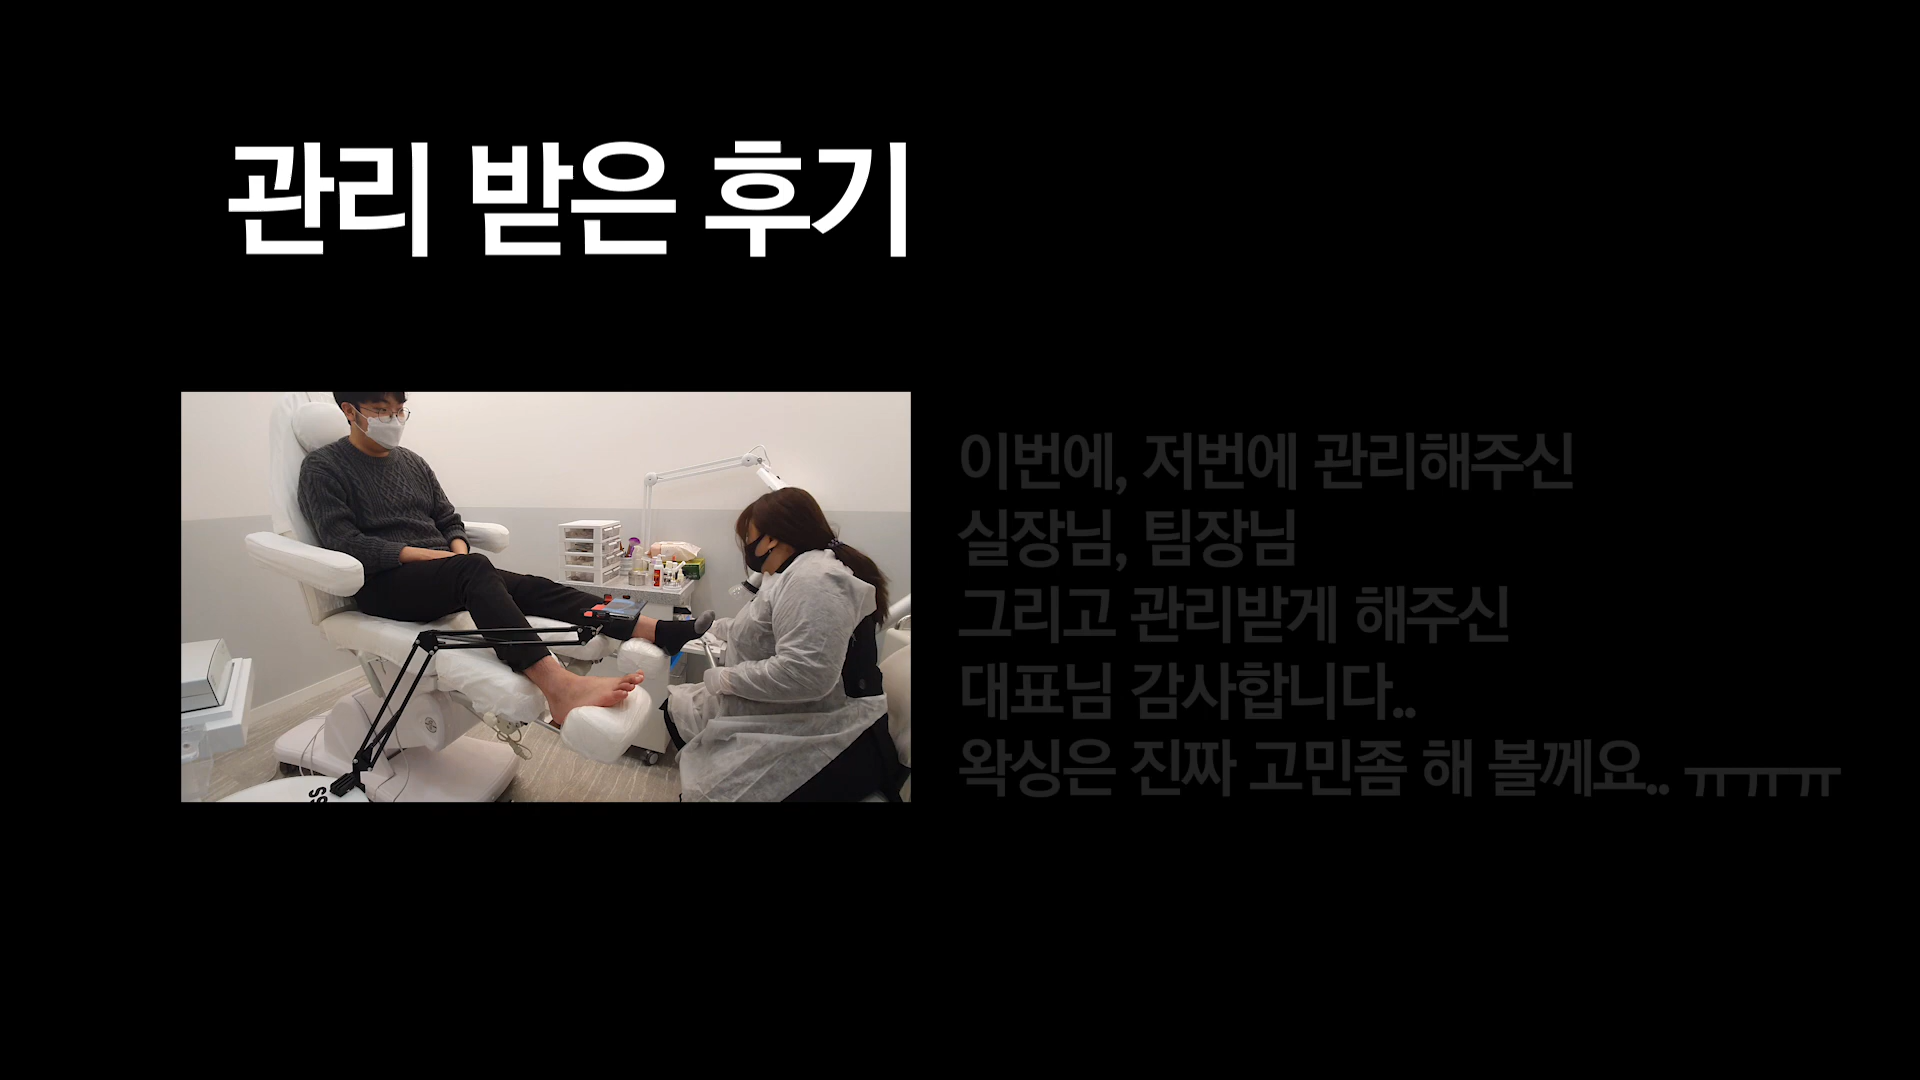 관리 받은 후기
이번에, 저번에 관리해주신
실장님, 팀장님
그리고 관리받게 해주신
대표님 감사합니다..
왁싱은 진짜 고민좀 해 볼께요.. ㅠㅠㅠ